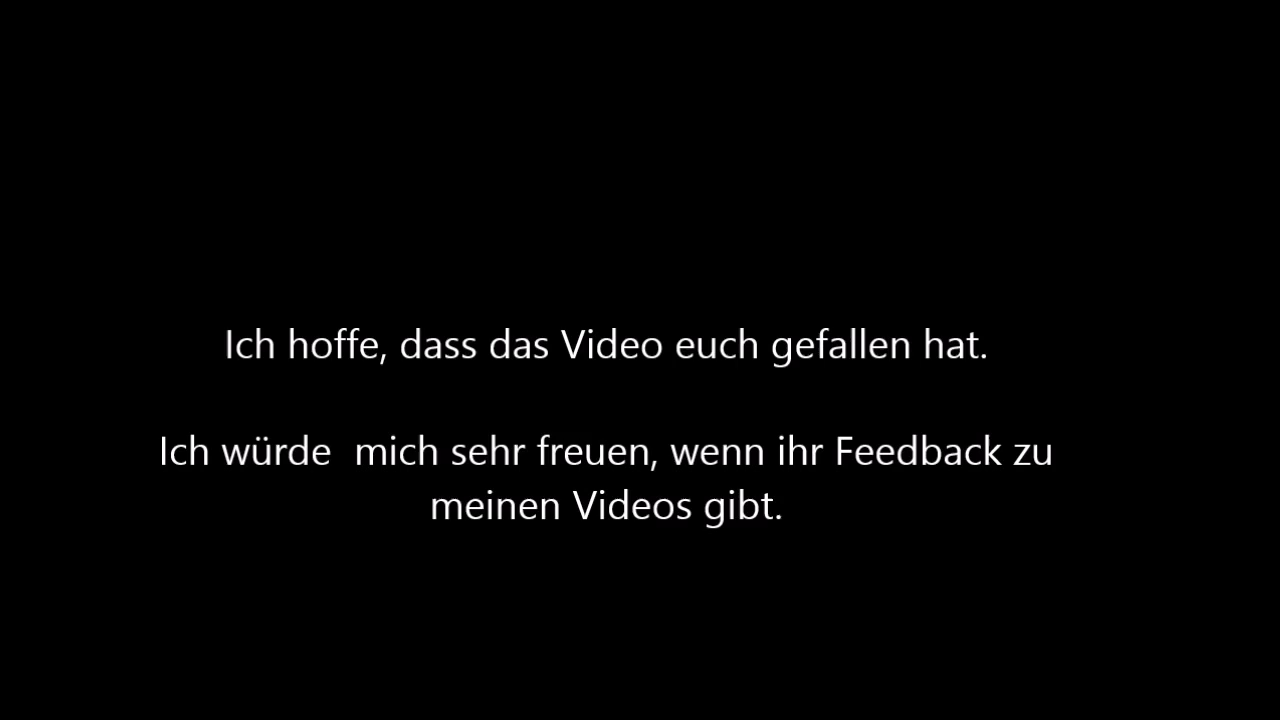 Ich hoffe, dass das Video euch gefallen hat.
Ich würde  mich sehr freuen, wenn ihr Feedback zu
meinen Videos gibt.